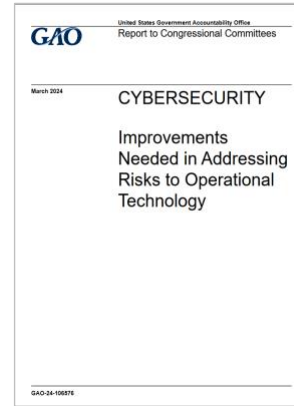 United States Government Accountability Office
GAO
Report to Congressional Committees
March 2024
CYBERSECURITY
Improvements
Needed in Addressing
Risks to Operational
Technology
GAO-24-106576